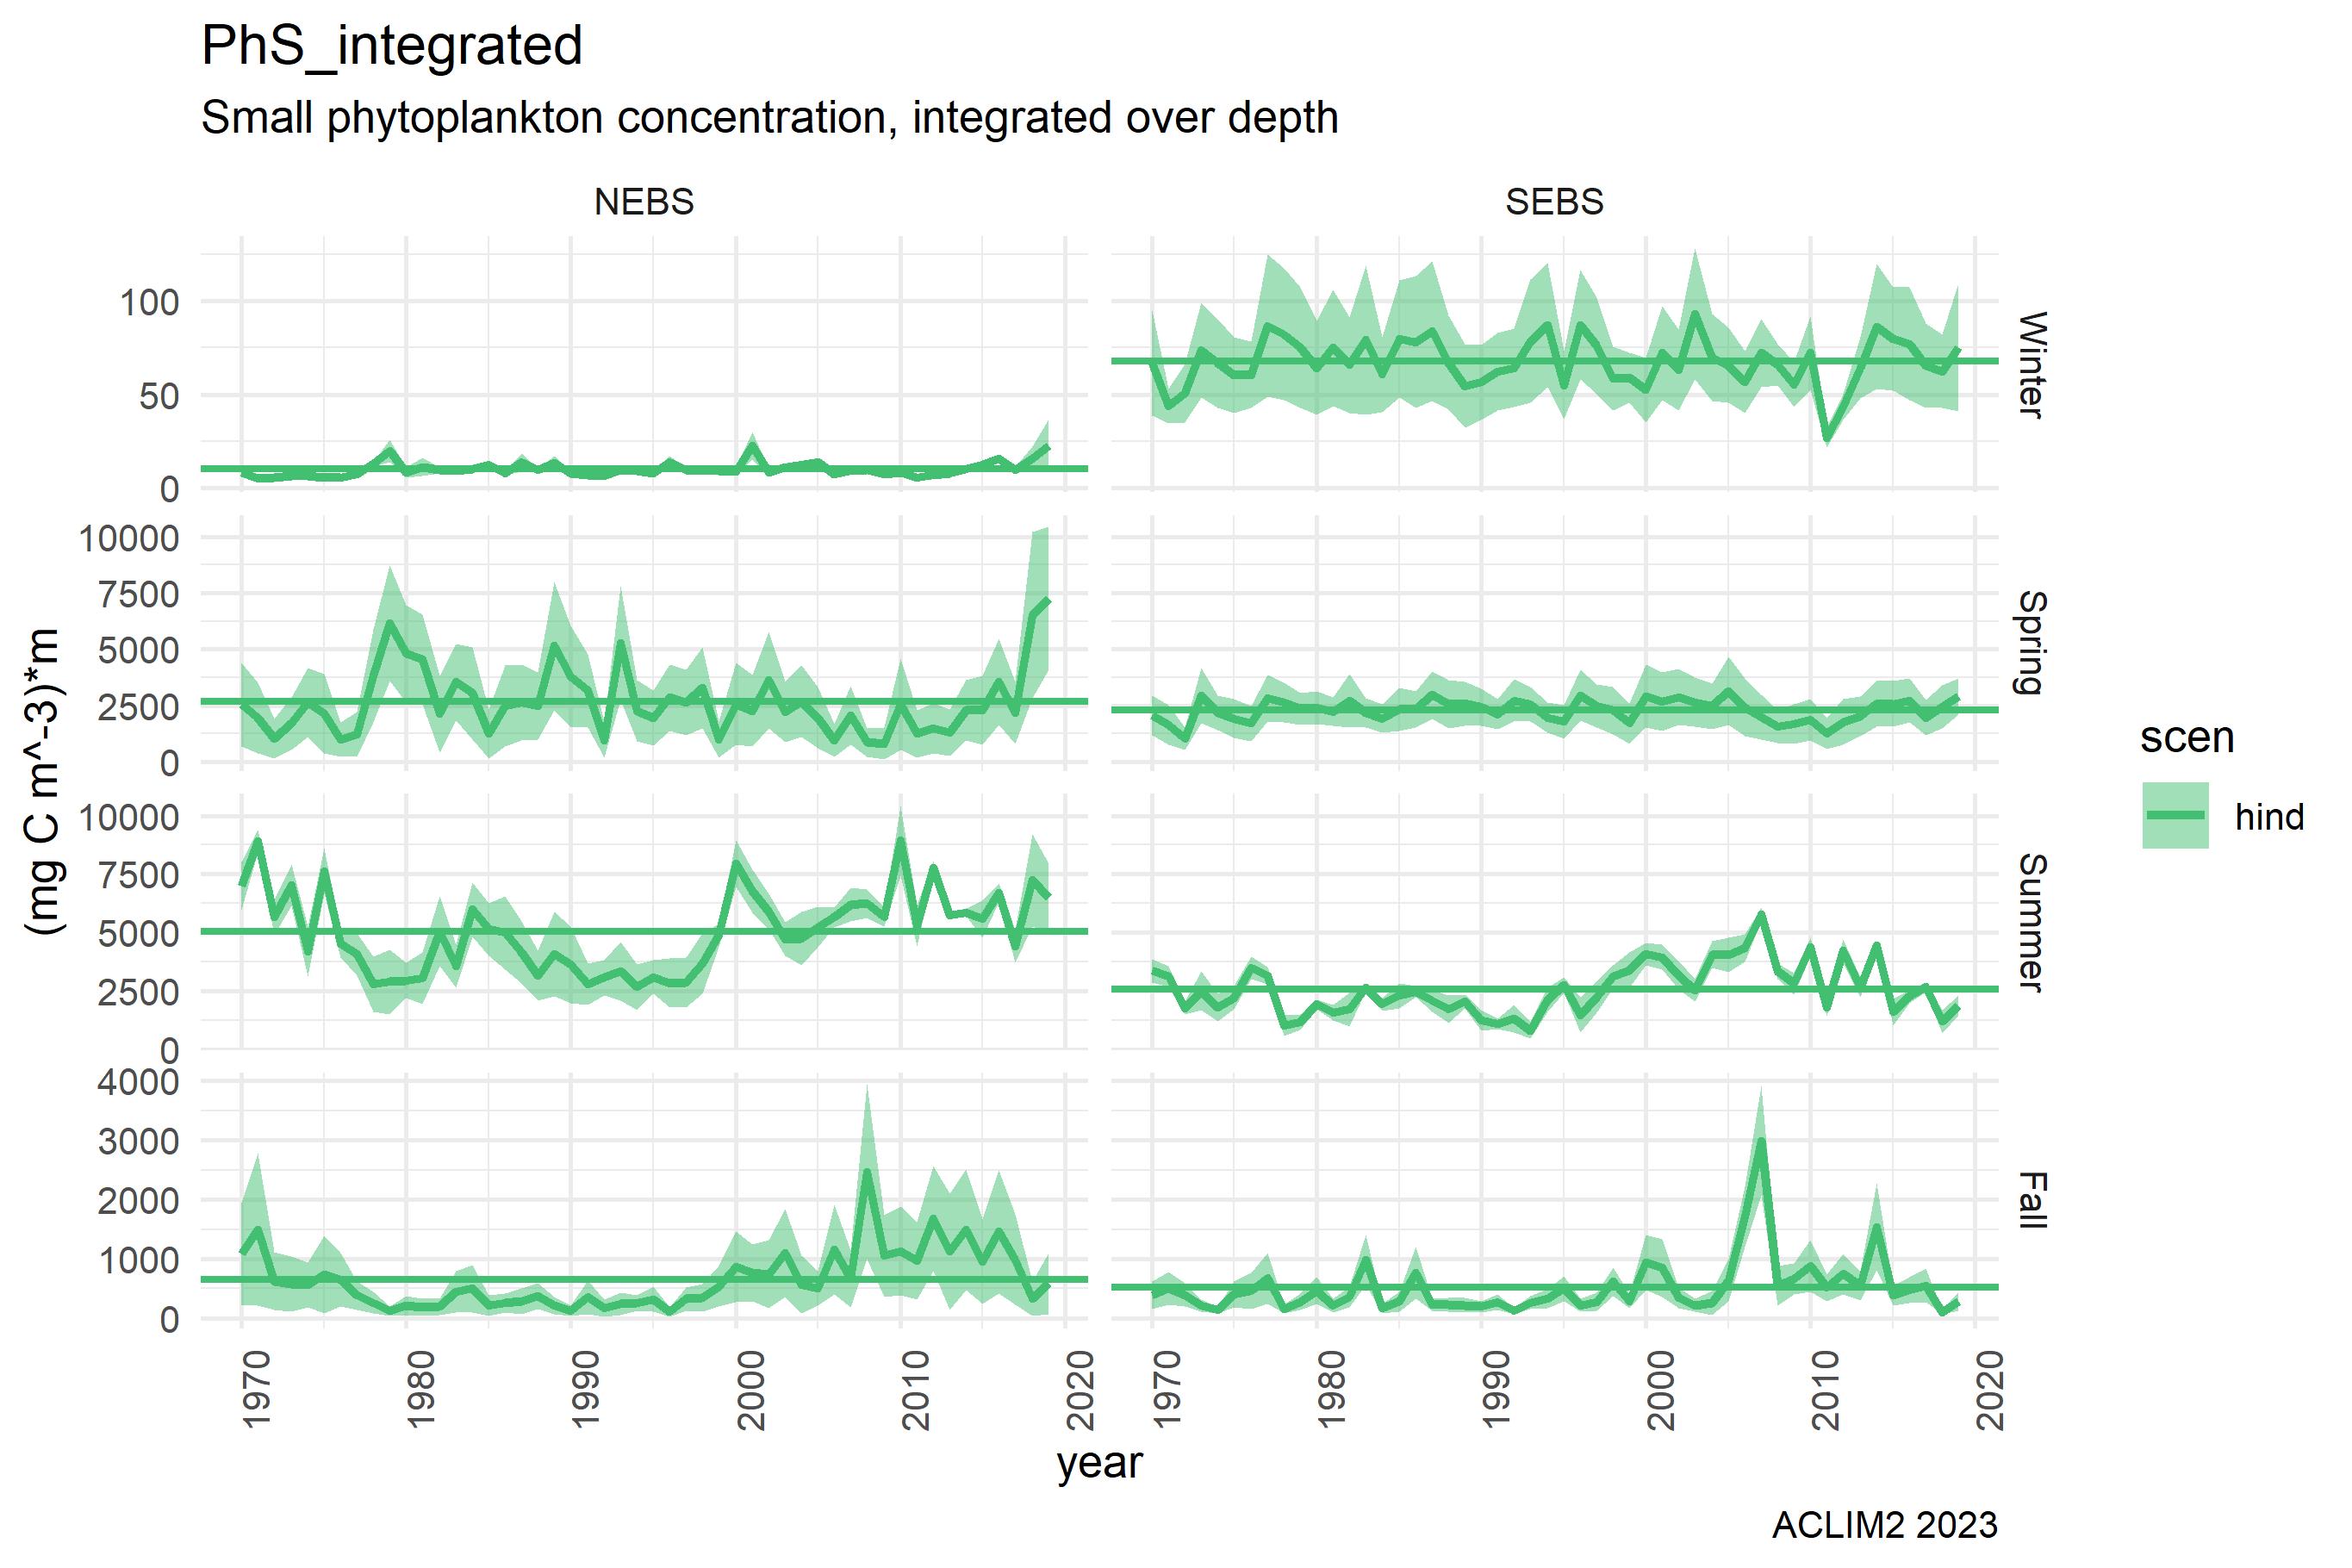 PhS_integrated
Small phytoplankton concentration, integrated over depth
NEBS
SEBS
100
50
0
Winter
10000
7500
5000
2500
0
Spring
10000
7500
5000
2500
0
Summer
4000
3000
2000
1000
0
Fall
(mg C m^-3)*m
1970 1980 1990 2000 2010 2020
1970 1980 1990 2000 2010 2020
year
scen
hind
ACLIM2 2023